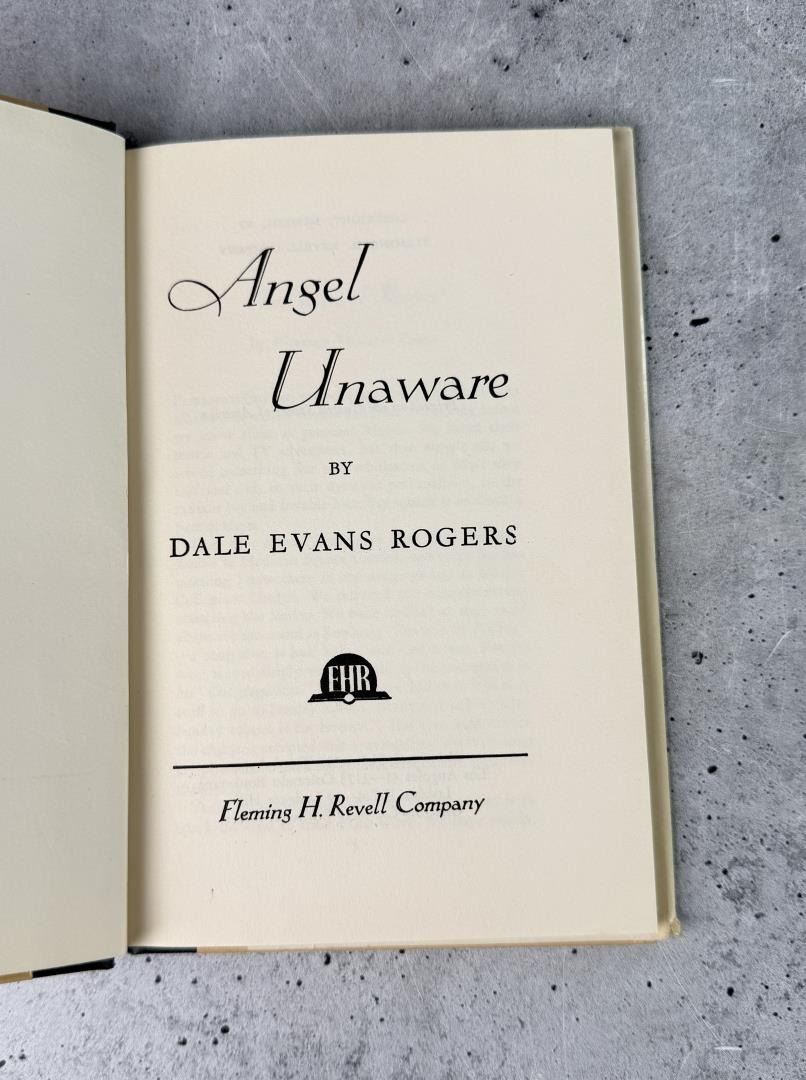 Angel
Unaware
BY
DALE EVANS ROGERS
FHR
Fleming H. Revell Company